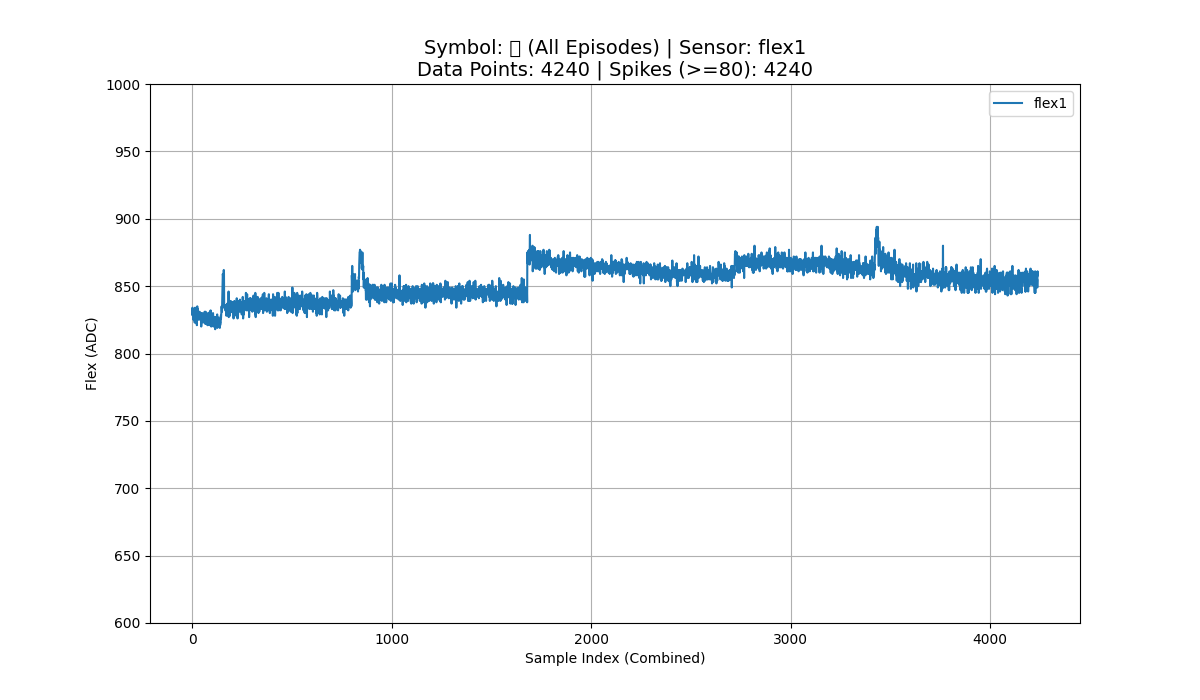 Symbol: (All Episodes) | Sensor: flex1
Data Points: 4240 | Spikes (>=80): 4240
flex1
1000
950
900
850
800
750
700
650
600
Flex (ADC)
0 1000 2000 3000 4000
Sample Index (Combined)